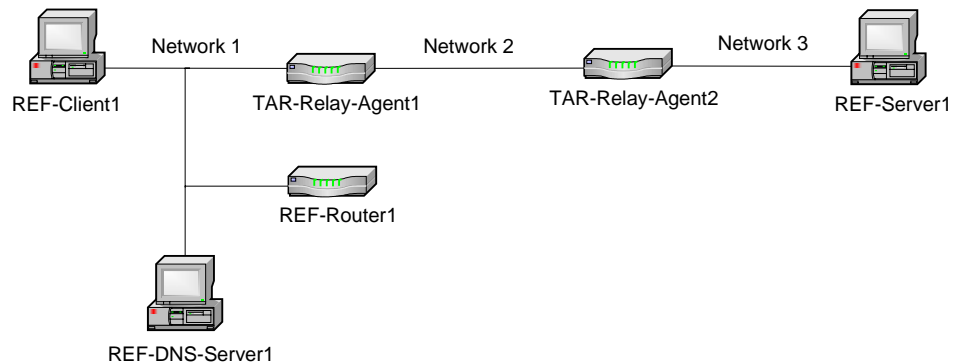 Network 1
Network 2
Network 3
REF-Client1
TAR-Relay-Agent1
TAR-Relay-Agent2
REF-Server1
REF-Router1
REF-DNS-Server1